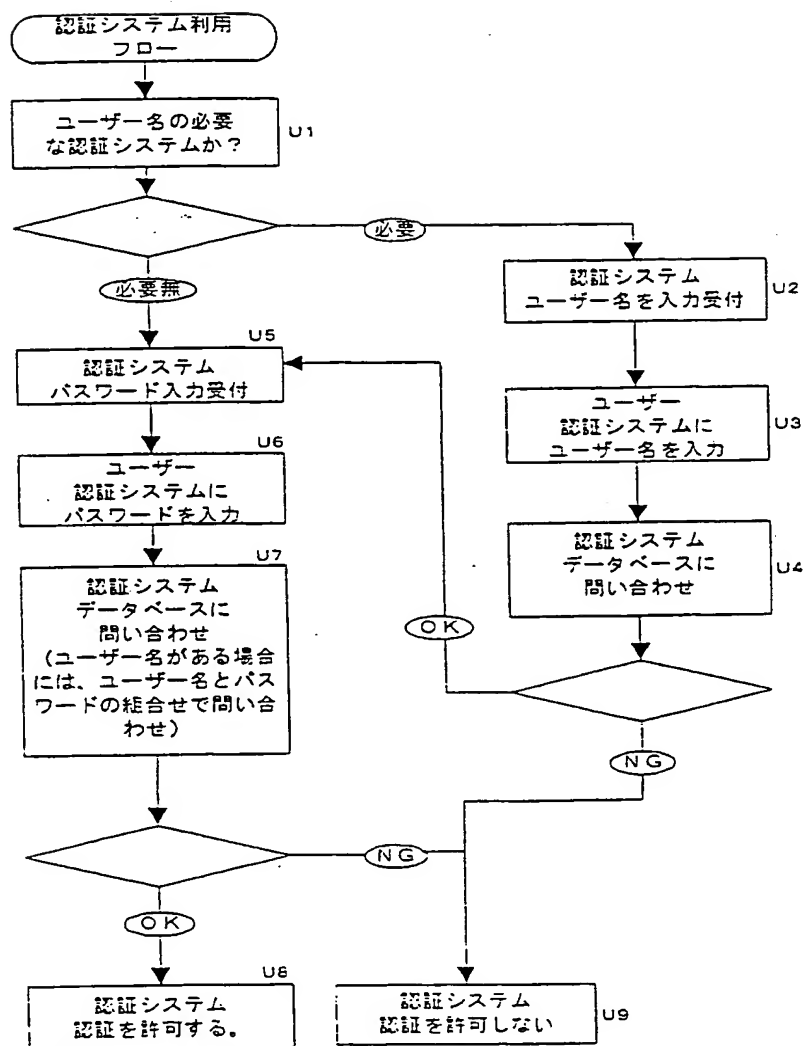 認証システム利用
フロー
ユーザー名の必要
な認証システムか？
U1
必要
必要無
認証システム
ユーザー名を入力受付
U2
U5
認証システム
パスワード入力受付
ユーザー
認証システムに
ユーザー名を入力
U3
U6
ユーザー
認証システムに
パスワードを入力
認証システム
データベースに
問い合わせ
U4
U7
認証システム
データベースに
問い合わせ
（ユーザー名がある場合
には、ユーザー名とパス
ワードの組合せで問い合
わせ）
OK
NG
NG
OK
U8
認証システム
認証を許可する。
認証システム
認証を許可しない
U9